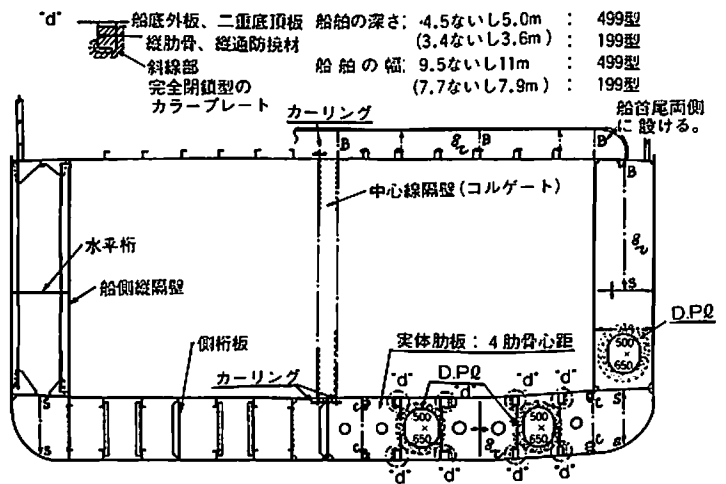 "d"
船底外板、二重底頂板
縦肋骨、縦通防撓材
斜線部
完全閉鎖型の
カラープレート
船舶の深さ: 4.5ないし5.0m : 499型
(3.4ないし3.6m) : 199型
船舶の幅: 9.5ないし11m : 499型
(7.7ないし7.9m) : 199型
カーリング
船首尾両側
に設ける。
B
B
B
B
中心線隔壁(コルゲート)
水平桁
船側縦隔壁
S
D.Pℓ
500
×
650
側桁板
実体肋板: 4肋骨心距
D.Pℓ
カーリング
"d"
"d"
"d"
"d"
"d"
S
S
C
C
500
×
650
500
×
650
C
C
S
S
"d"
"d"
"d"
"d"